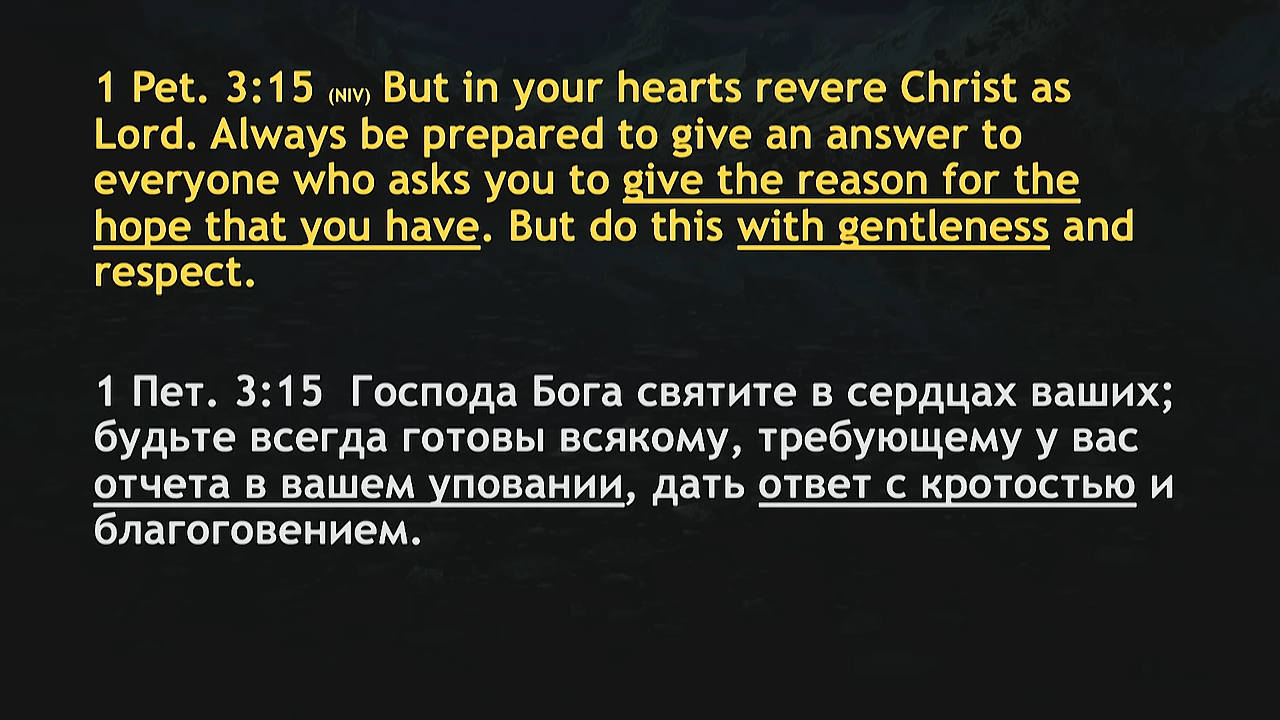 1 Pet. 3:15 (NIV) But in your hearts revere Christ as
Lord. Always be prepared to give an answer to
everyone who asks you to give the reason for the
hope that you have. But do this with gentleness and
respect.
1 Пет. 3:15 Господа Бога святите в сердцах ваших;
будьте всегда готовы всякому, требующему у вас
отчета в вашем уповании, дать ответ с кротостью и
благоговением.